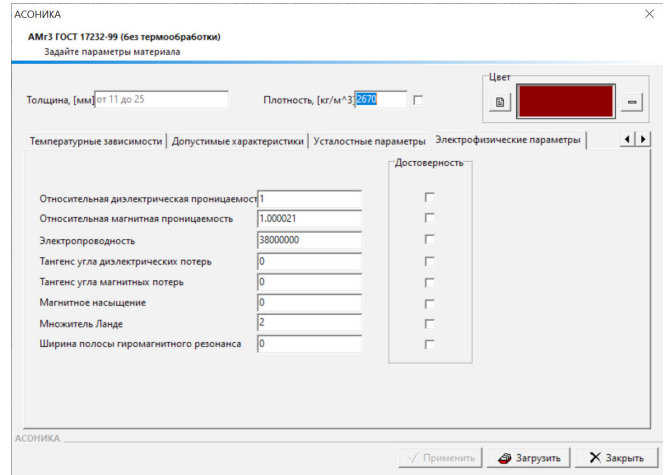 АСОНИКА
АМг3 ГОСТ 17232-99 (без термообработки)
Задайте параметры материала
Цвет
Толщина, [мм] от 11 до 25 Плотность, [кг/м^3] 2670
Температурные зависимости Допустимые характеристики Усталостные параметры Электрофизические параметры
Достоверность
Относительная диэлектрическая проницаемост 1
Относительная магнитная проницаемость 1.000021
Электропроводность 38000000
Тангенс угла диэлектрических потерь 0
Тангенс угла магнитных потерь 0
Магнитное насыщение 0
Множитель Ланде 2
Ширина полосы гиромагнитного резонанса 0
АСОНИКА
Применить Загрузить Закрыть